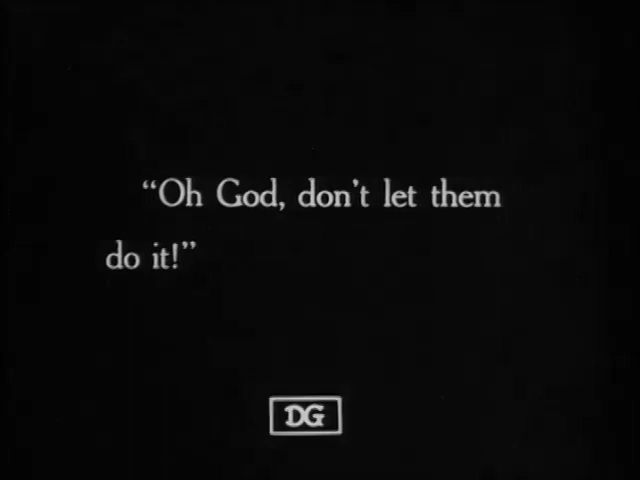 “Oh God, don't let them
do it!”
DG